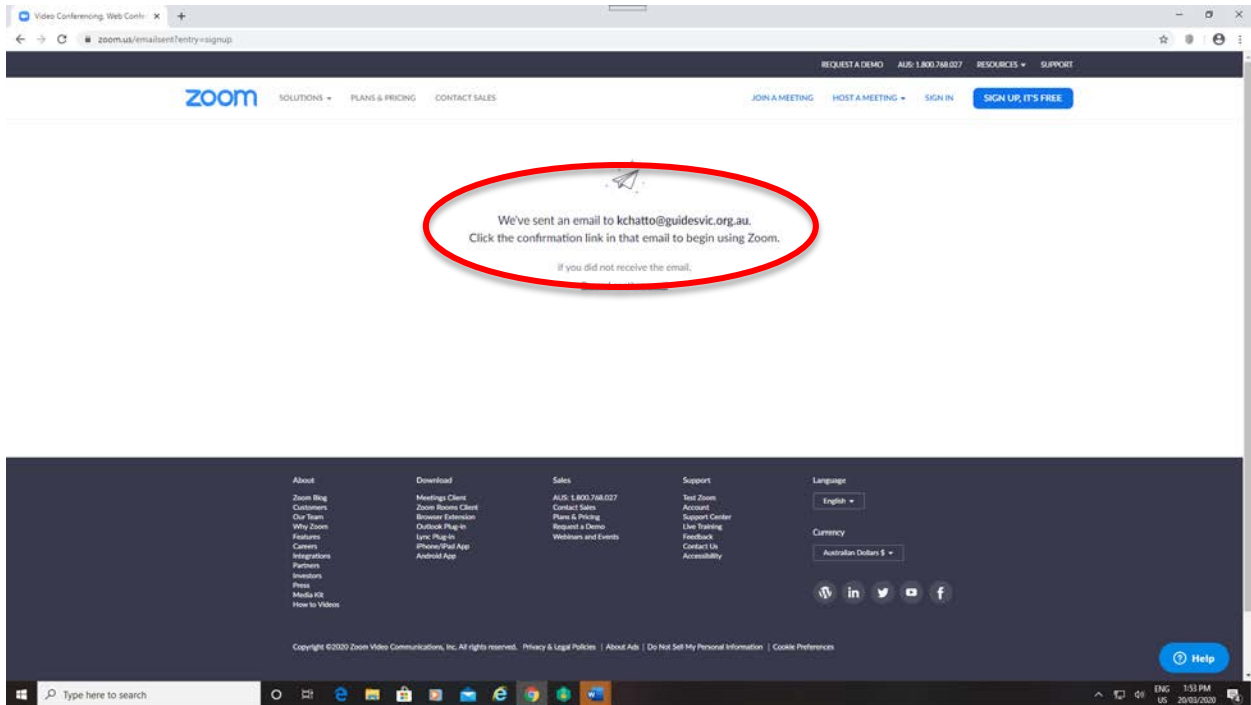 Video Conferencing, Web Confe
zoom.us/emailsent?entry=signup
REQUEST A DEMO AUS: 1.800.768.027 RESOURCES SUPPORT
zoom SOLUTIONS PLANS & PRICING CONTACT SALES JOIN A MEETING HOST A MEETING SIGN IN SIGN UP, IT'S FREE
We've sent an email to kchatto@guidesvic.org.au.
Click the confirmation link in that email to begin using Zoom.
if you did not receive the email,
About
Zoom Blog
Customers
Our Team
Why Zoom
Features
Careers
Integrations
Partners
Investors
Press
Media Kit
How to Videos
Download
Meetings Client
Zoom Rooms Client
Browser Extension
Outlook Plug-in
Lync Plug-in
iPhone/iPad App
Android App
Sales
AUS: 1.800.768.027
Contact Sales
Plans & Pricing
Request a Demo
Webinars and Events
Support
Test Zoom
Account
Support Center
Live Training
Feedback
Contact Us
Accessibility
Language
English
Currency
Australian Dollars $
Copyright ©2020 Zoom Video Communications, Inc. All rights reserved. Privacy & Legal Policies | About Ads | Do Not Sell My Personal Information | Cookie Preferences
Help
Type here to search
ENG 1:53 PM
US 20/03/2020